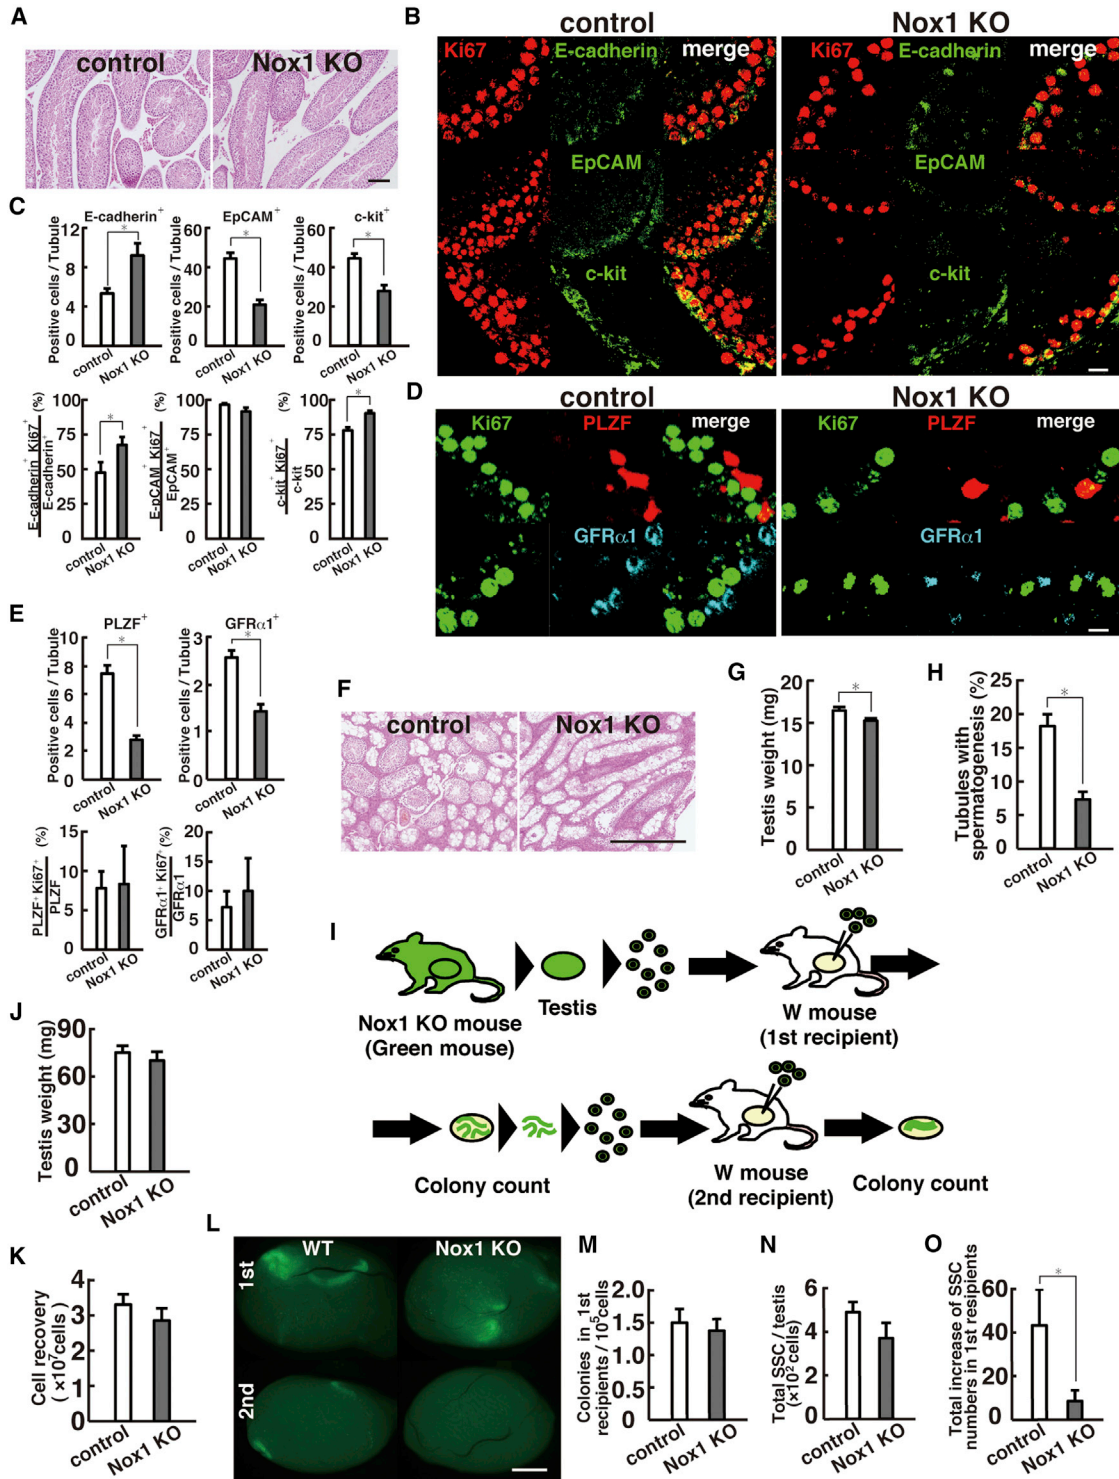 A
control
Nox1 KO
B
control
Nox1 KO
Ki67
E-cadherin
merge
Ki67
E-cadherin
merge
EpCAM
EpCAM
c-kit
c-kit
C
E-cadherin+
EpCAM+
c-kit+
Positive cells / Tubule
12
8
4
0
*
control
Nox1 KO
Positive cells / Tubule
60
40
20
0
*
control
Nox1 KO
Positive cells / Tubule
60
40
20
0
*
control
Nox1 KO
E-cadherin+ Ki67+
E-cadherin+
(%)
100
75
50
25
0
*
control
Nox1 KO
E-pCAM+ Ki67+
EpCAM+
(%)
100
75
50
25
0
control
Nox1 KO
c-kit+ Ki67+
c-kit
(%)
100
75
50
25
0
*
control
Nox1 KO
D
control
Nox1 KO
Ki67
PLZF
merge
Ki67
PLZF
merge
GFRα1
GFRα1
E
PLZF+
GFRα1+
Positive cells / Tubule
10
8
6
4
2
0
*
control
Nox1 KO
Positive cells / Tubule
3
2
1
0
*
control
Nox1 KO
PLZF+ Ki67+
PLZF
(%)
15
10
5
0
control
Nox1 KO
GFRα1+ Ki67+
GFRα1
(%)
20
15
10
5
0
control
Nox1 KO
F
control
Nox1 KO
G
Testis weight (mg)
20
15
10
5
0
*
control
Nox1 KO
H
Tubules with
spermatogenesis (%)
25
20
15
10
5
0
*
control
Nox1 KO
I
Testis
Nox1 KO mouse
(Green mouse)
W mouse
(1st recipient)
Colony count
W mouse
(2nd recipient)
Colony count
J
Testis weight (mg)
90
60
30
0
control
Nox1 KO
K
Cell recovery
(×10⁷cells)
4
3
2
1
0
control
Nox1 KO
L
WT
Nox1 KO
1st
2nd
M
Colonies in 1st
recipients / 10⁵cells
2.0
1.5
1.0
0.5
0
control
Nox1 KO
N
Total SSC / testis
(×10² cells)
6
4
2
0
control
Nox1 KO
O
Total increase of SSC
numbers in 1st recipients
60
40
20
0
*
control
Nox1 KO